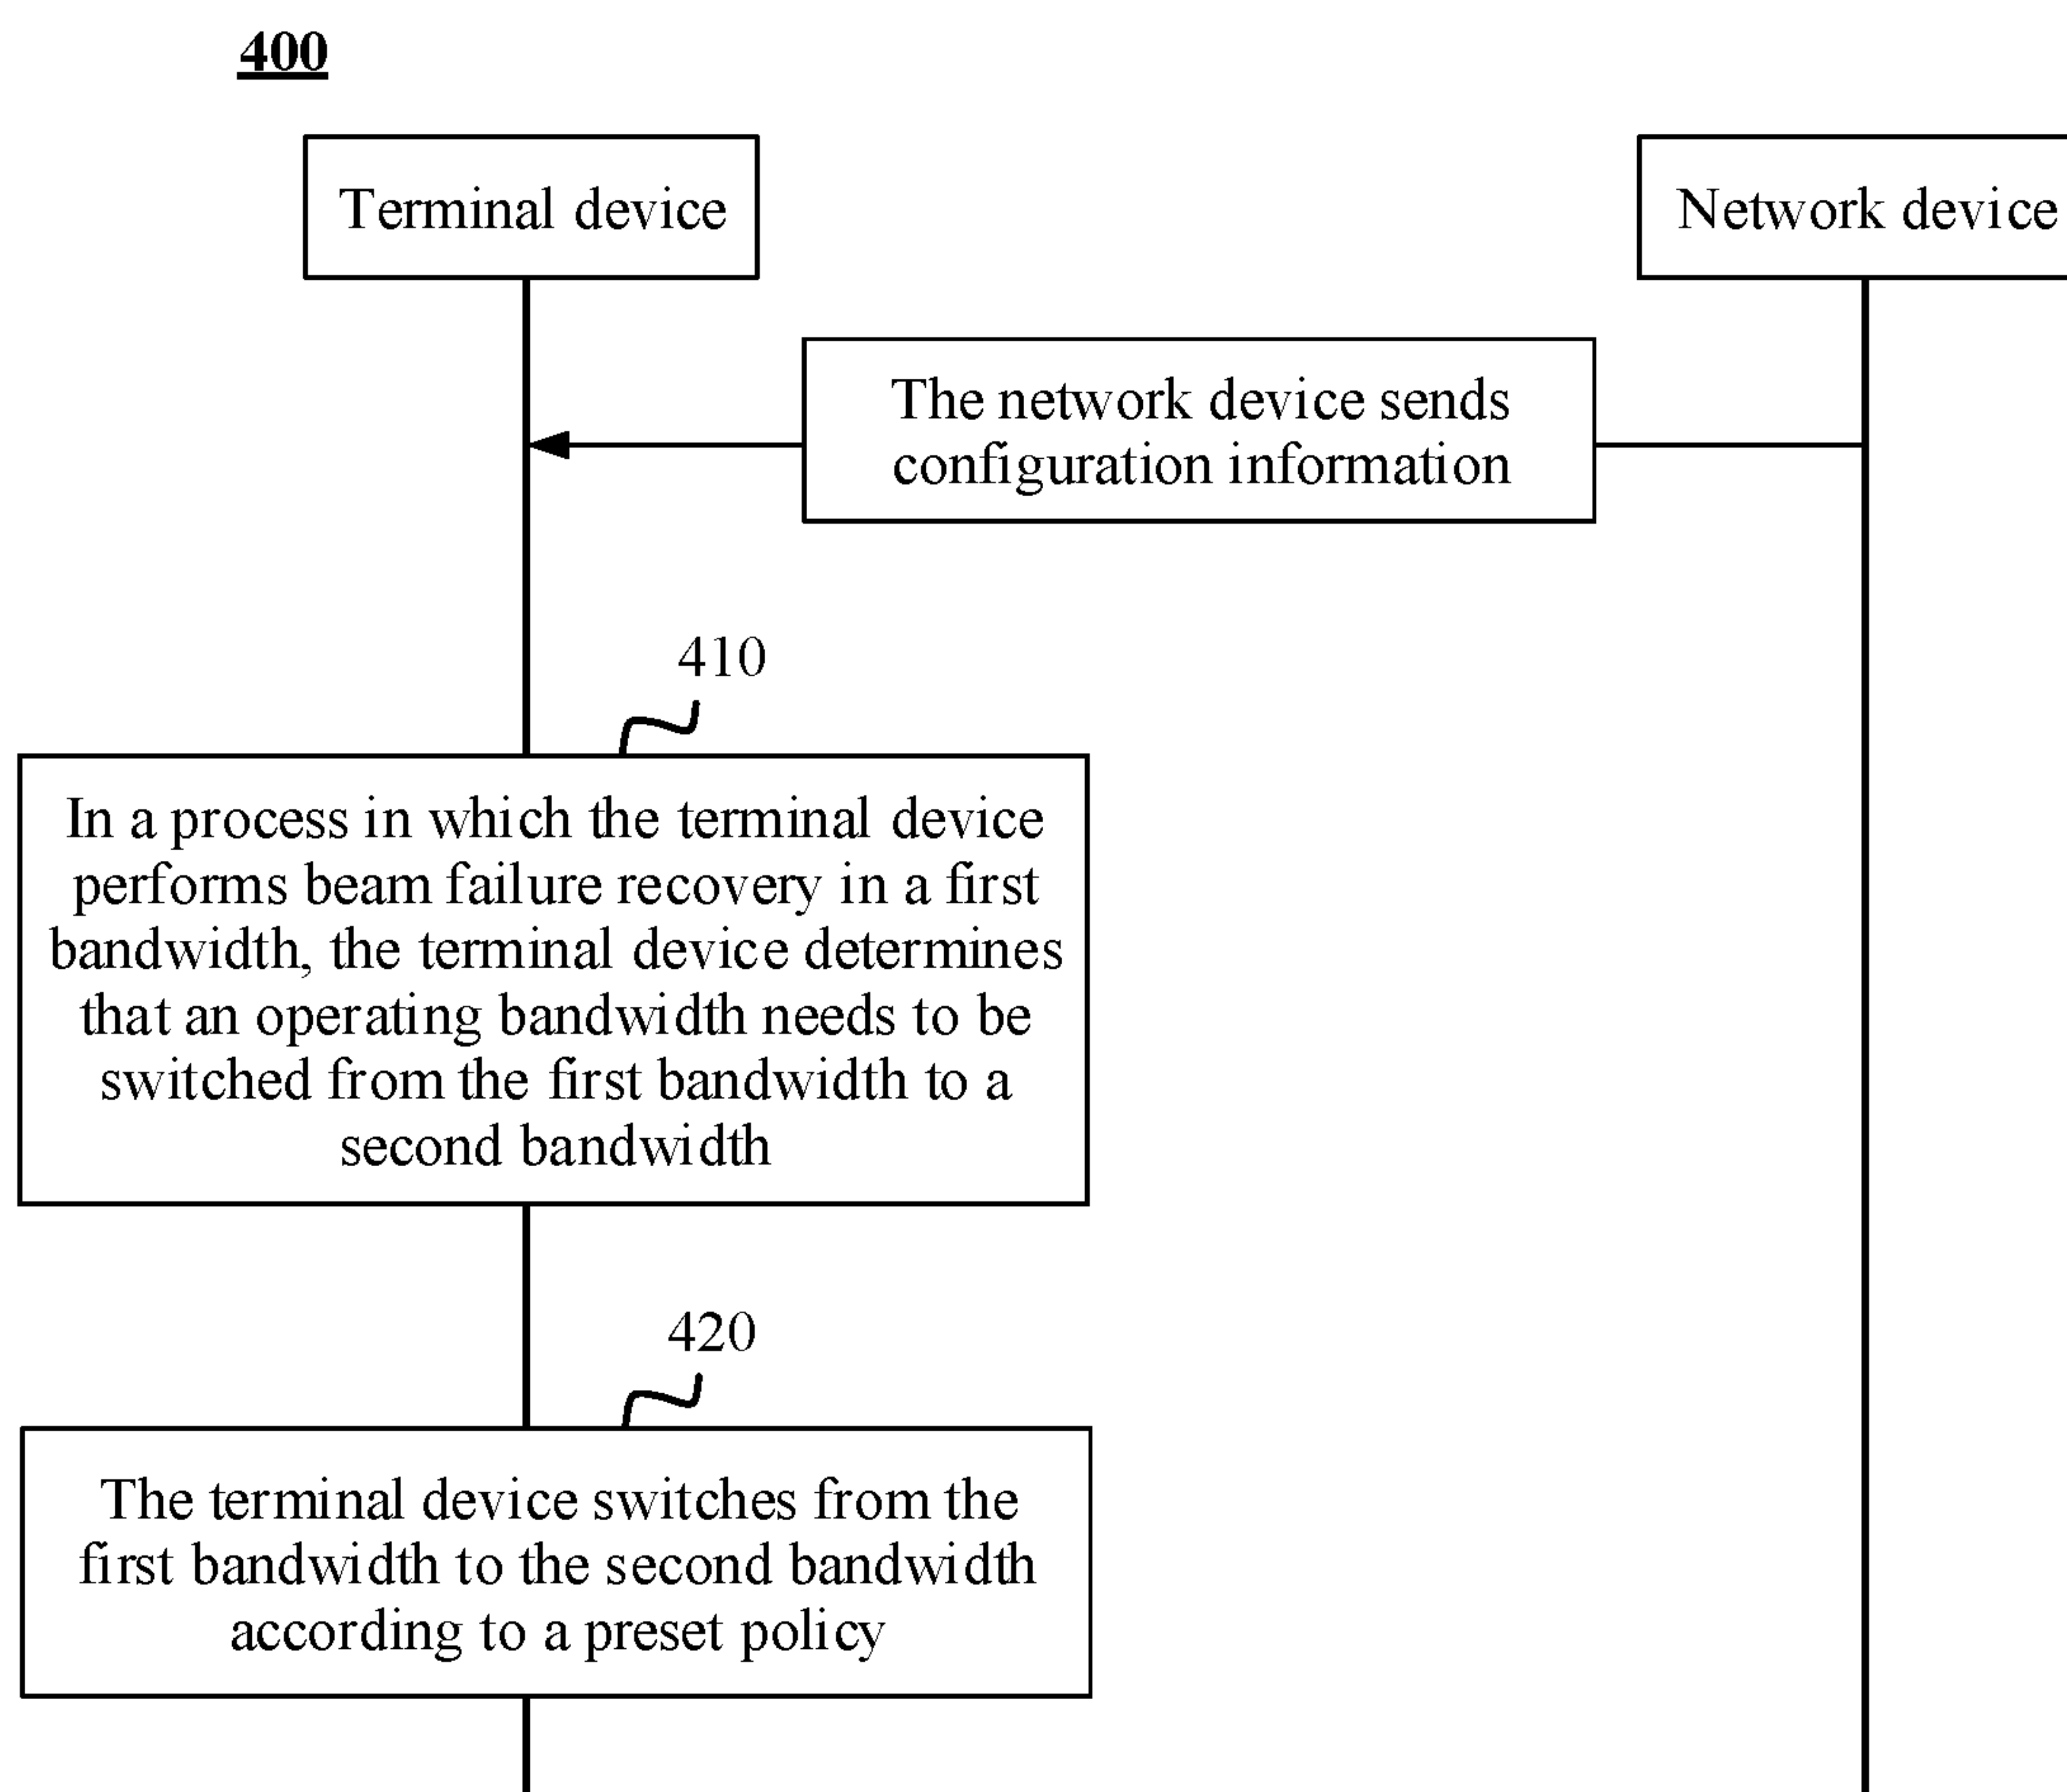 400
Terminal device
Network device
The network device sends
configuration information
410
In a process in which the terminal device
performs beam failure recovery in a first
bandwidth, the terminal device determines
that an operating bandwidth needs to be
switched from the first bandwidth to a
second bandwidth
420
The terminal device switches from the
first bandwidth to the second bandwidth
according to a preset policy